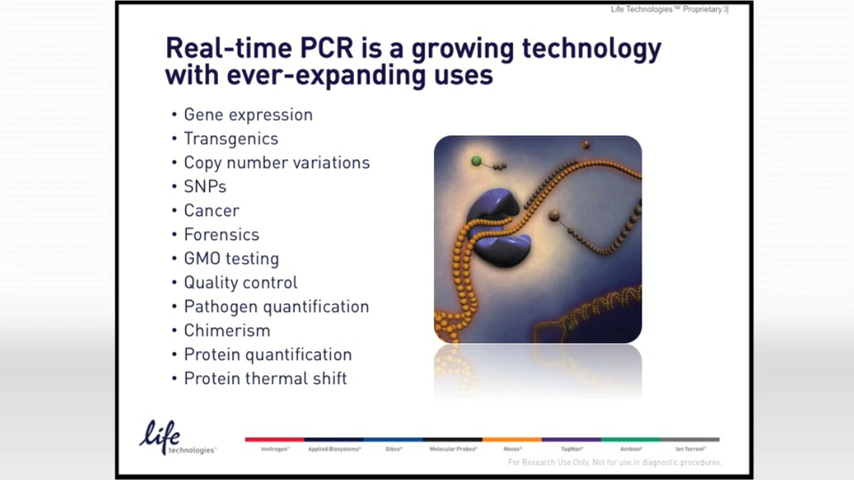 Life Technologies™ Proprietary 3|
Real-time PCR is a growing technology
with ever-expanding uses
• Gene expression
• Transgenics
• Copy number variations
• SNPs
• Cancer
• Forensics
• GMO testing
• Quality control
• Pathogen quantification
• Chimerism
• Protein quantification
• Protein thermal shift
life
technologies™
Invitrogen® Applied Biosystems® Gibco® Molecular Probes® Novex® TaqMan® Ambion® Ion Torrent™
For Research Use Only. Not for use in diagnostic procedures.